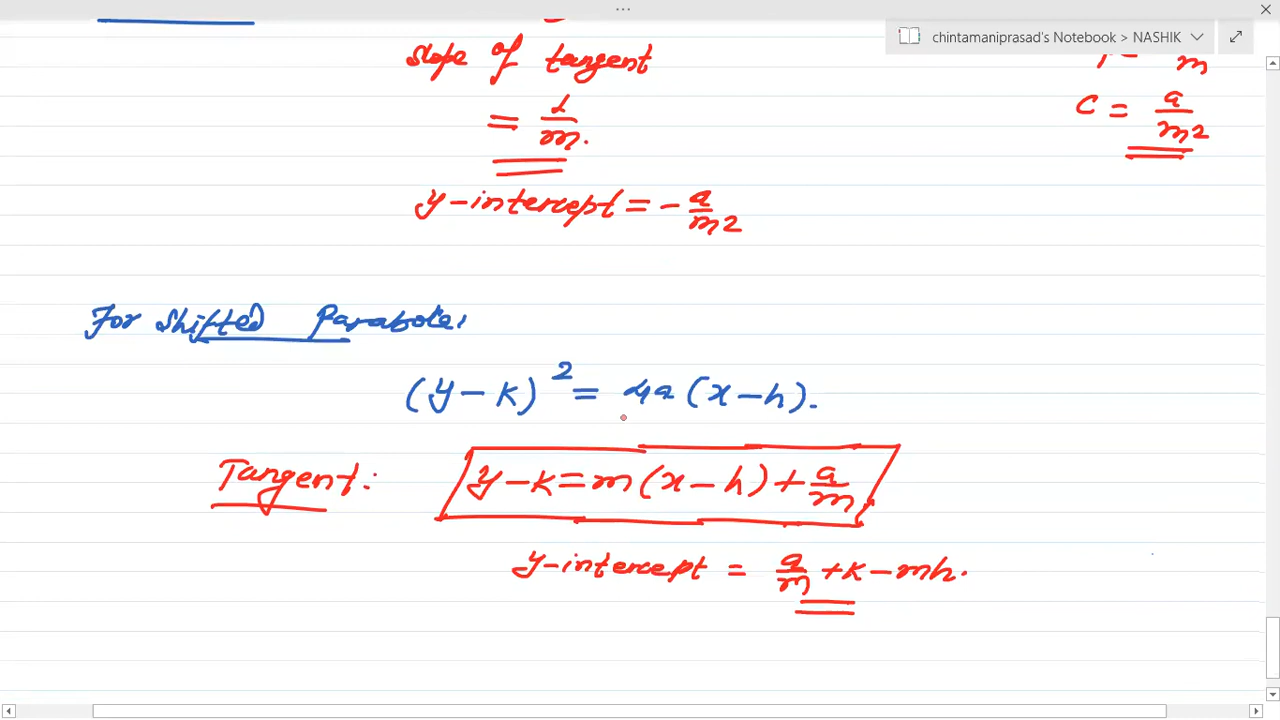 chintamaniprasad's Notebook > NASHIK
slope of tangent
= 1/m.
m
C = a/m2
y-intercept = - a/m2
For Shifted Parabola,
(y-k)² = 4a(x-h).
Tangent: y-k=m(x-h)+a/m
y-intercept = a/m +k-mh.